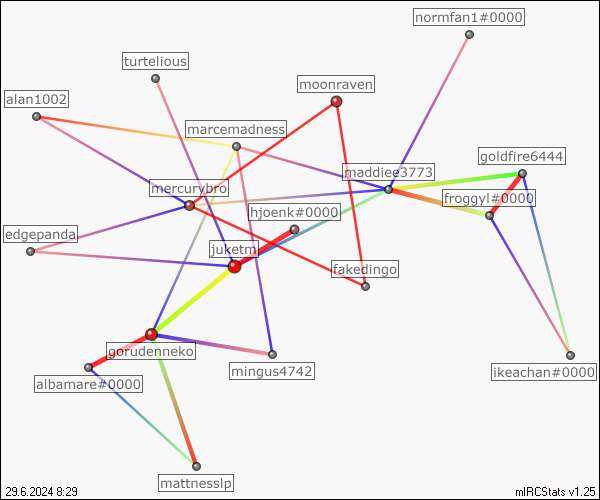 normfan1#0000
turtelious
moonraven
alan1002
marcemadness
goldfire6444
maddiee3773
mercurybro
froggyl#0000
hjoenk#0000
edgepanda
juketm
fakedingo
gorudenneko
mingus4742
ikeachan#0000
albamare#0000
mattnesslp
29.6.2024 8:29
mIRCStats v1.25